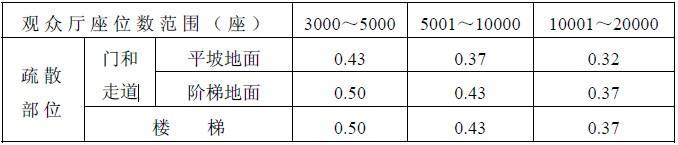 观众厅座位数范围（座） 3000～5000 5001～10000 10001～20000
疏散部位 门和走道 平坡地面 0.43 0.37 0.32
阶梯地面 0.50 0.43 0.37
楼梯 0.50 0.43 0.37